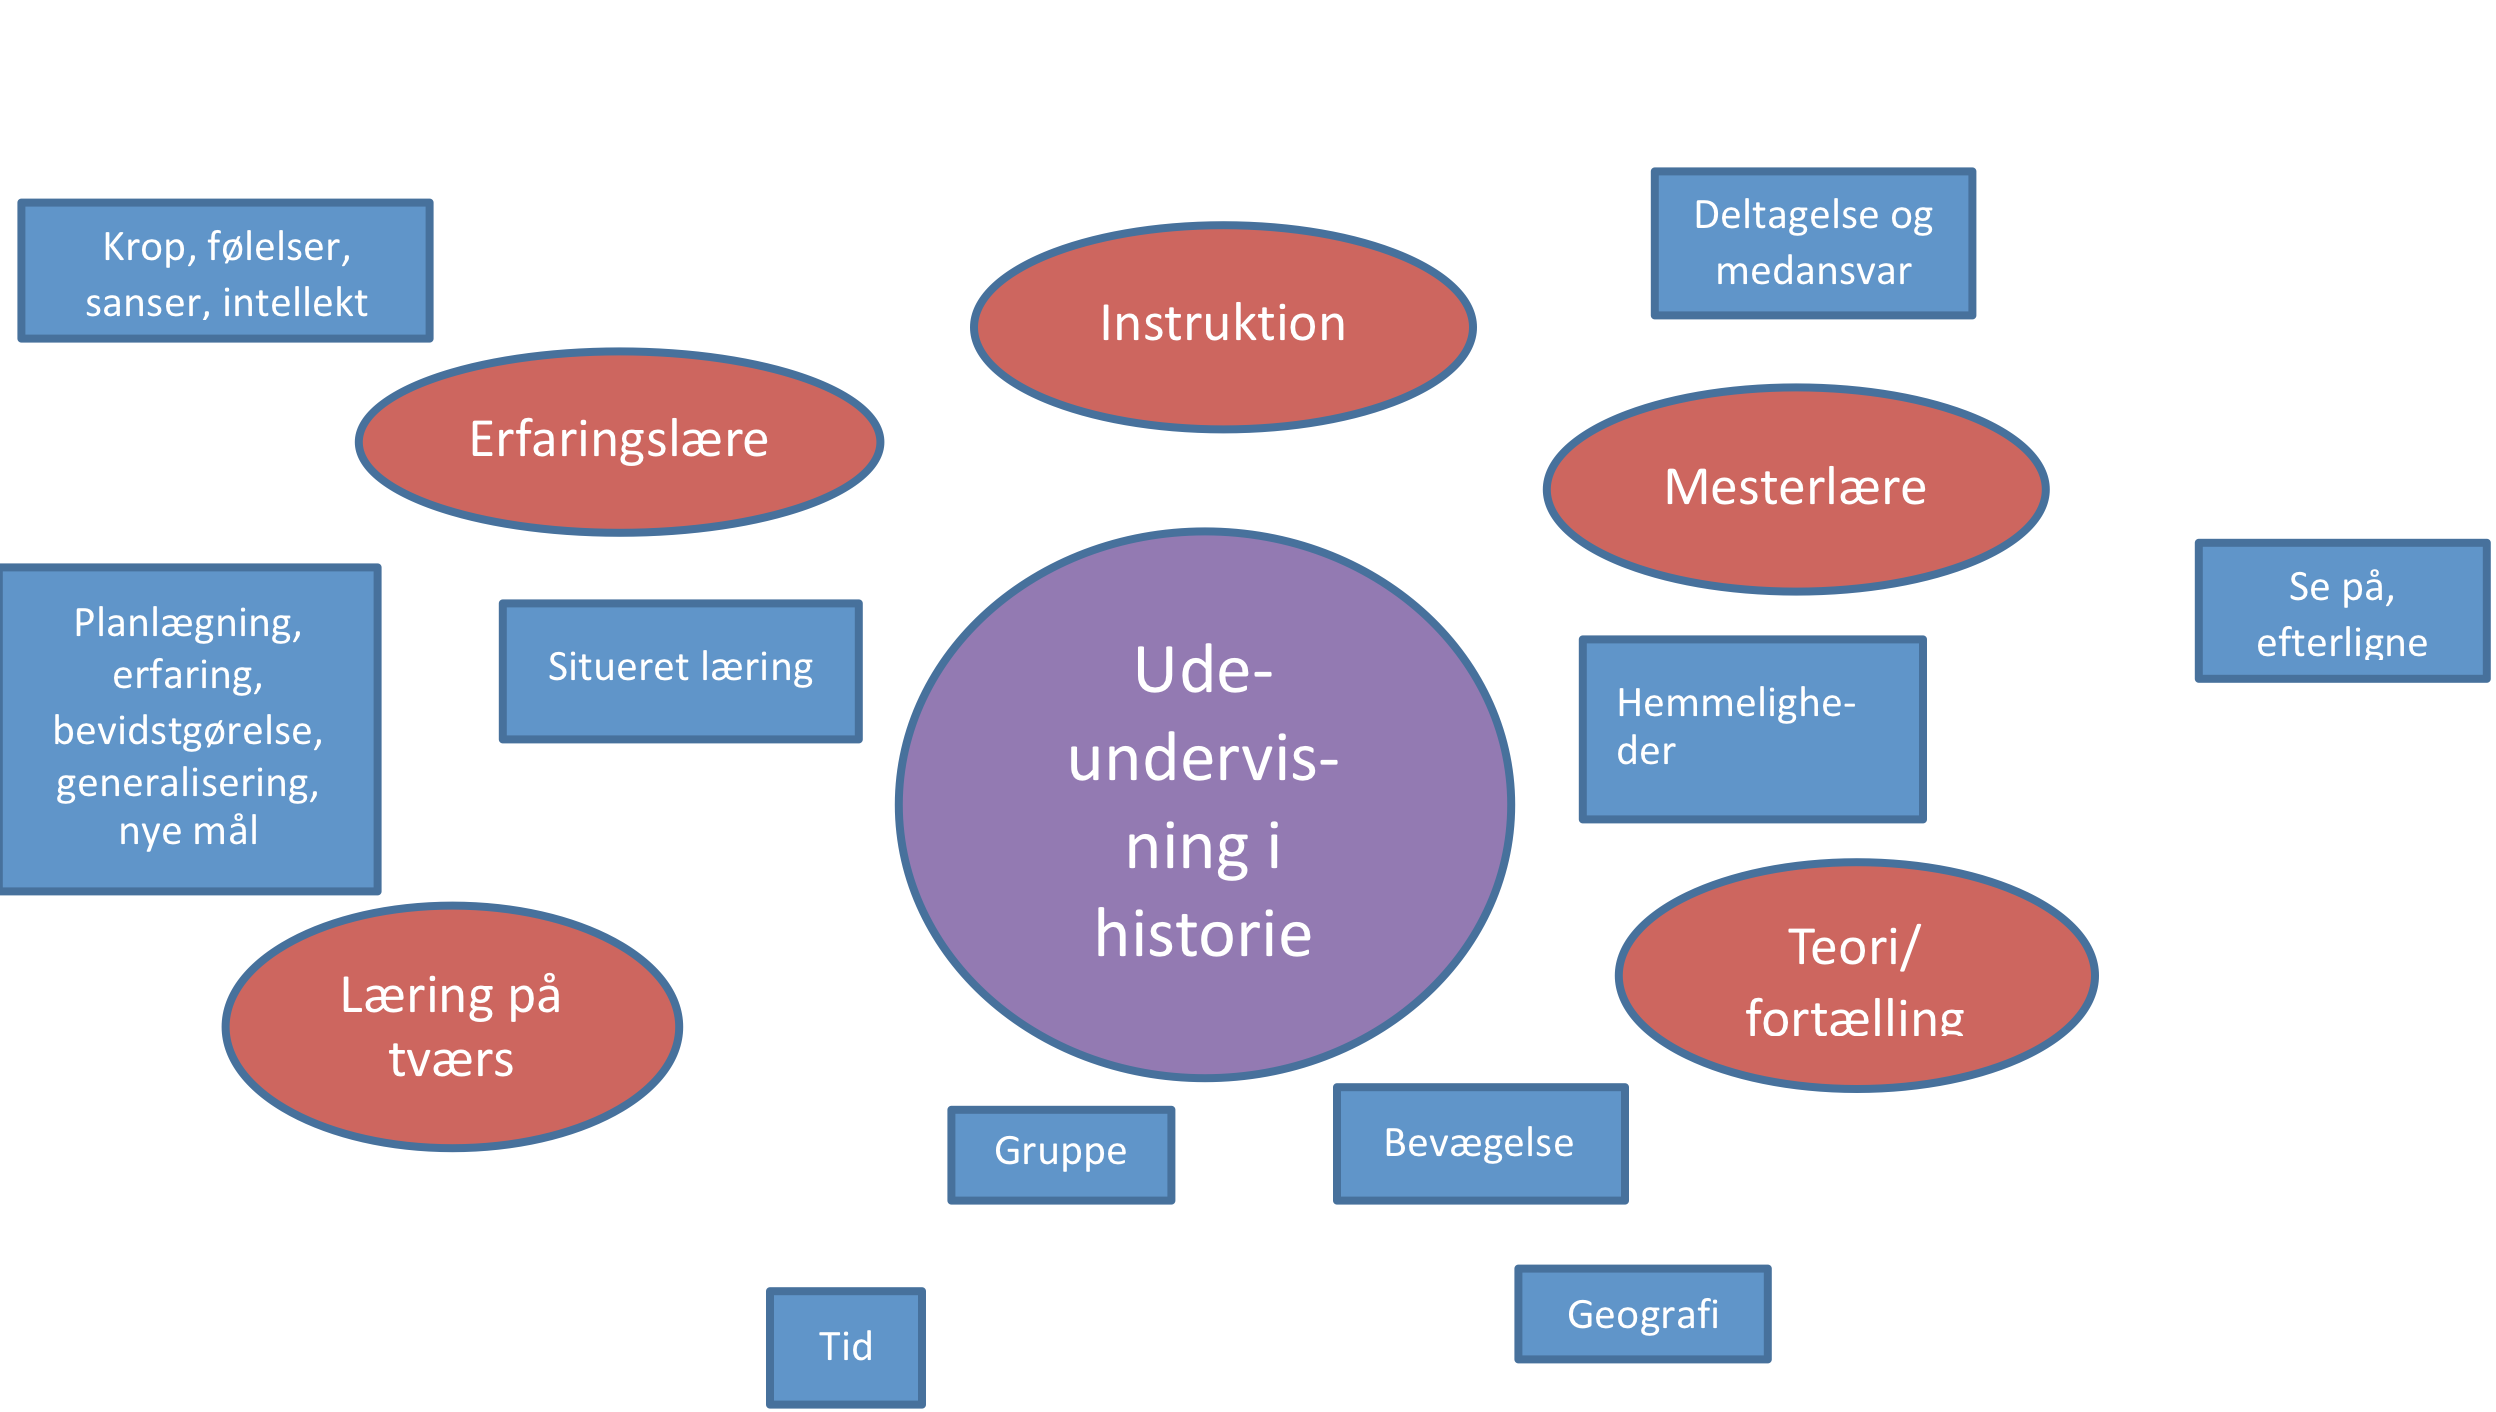 Krop, følelser,
sanser, intellekt
Deltagelse og
medansvar
Instruktion
Erfaringslære
Mesterlære
Se på,
efterligne
Planlægning,
erfaring,
bevidstgørelse,
generalisering,
nye mål
Situeret læring
Ude-
undervis-
ning i
historie
Hemmelighe-
der
Teori/
fortælling
Læring på
tværs
Gruppe
Bevægelse
Geografi
Tid